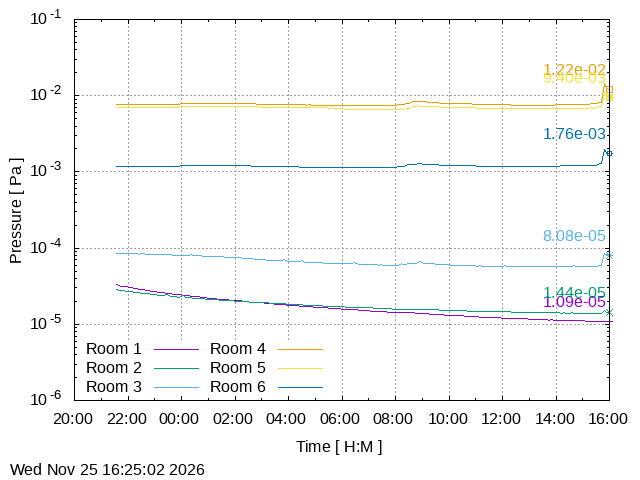 10^-1
10^-2
10^-3
10^-4
10^-5
10^-6
Pressure [ Pa ]
1.22e-02
9.40e-03
1.76e-03
8.08e-05
1.44e-05
1.09e-05
Room 1 Room 4
Room 2 Room 5
Room 3 Room 6
20:00 22:00 00:00 02:00 04:00 06:00 08:00 10:00 12:00 14:00 16:00
Time [ H:M ]
Wed Nov 25 16:25:02 2026